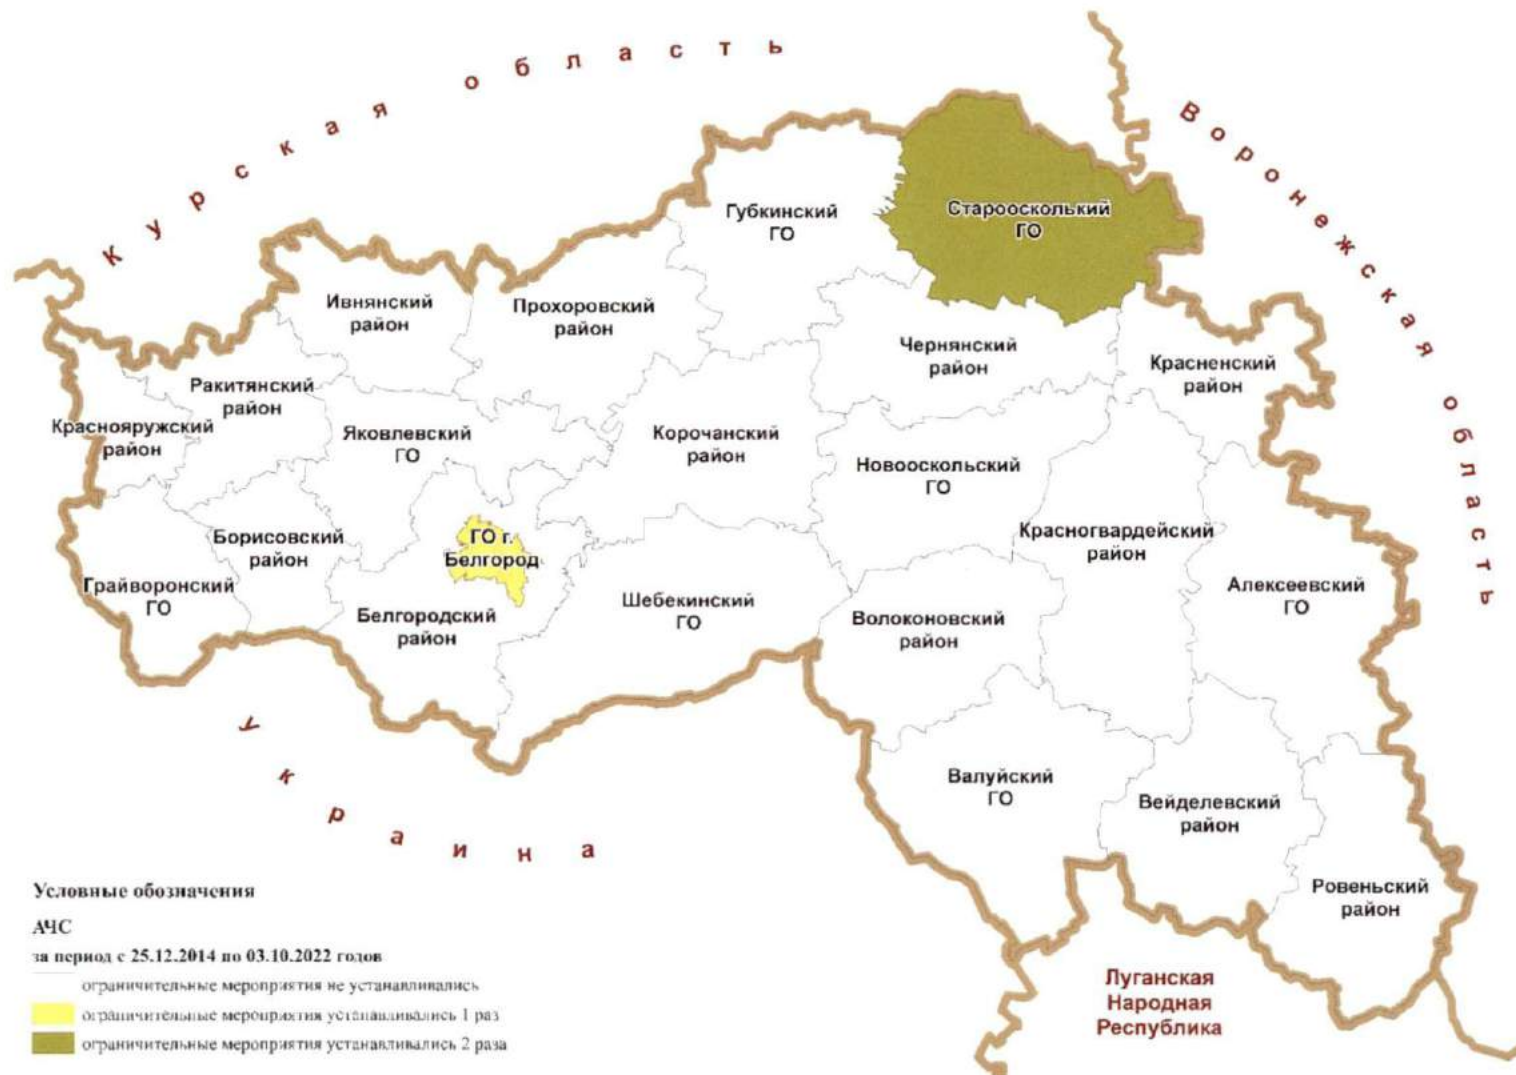 Курская область
Воронежская область
Губкинский
ГО
Старооскольский
ГО
Ивнянский
район
Прохоровский
район
Чернянский
район
Красненский
район
Ракитянский
район
Краснояружский
район
Яковлевский
ГО
Корочанский
район
Новооскольский
ГО
Красногвардейский
район
Борисовский
район
ГО г.
Белгород
Грайворонский
ГО
Белгородский
район
Шебекинский
ГО
Волоконовский
район
Алексеевский
ГО
Украина
Валуйский
ГО
Вейделевский
район
Ровеньский
район
Луганская
Народная
Республика
Условные обозначения
АЧС
за период с 25.12.2014 по 03.10.2022 годов
ограничительные мероприятия не устанавливались
ограничительные мероприятия устанавливались 1 раз
ограничительные мероприятия устанавливались 2 раза